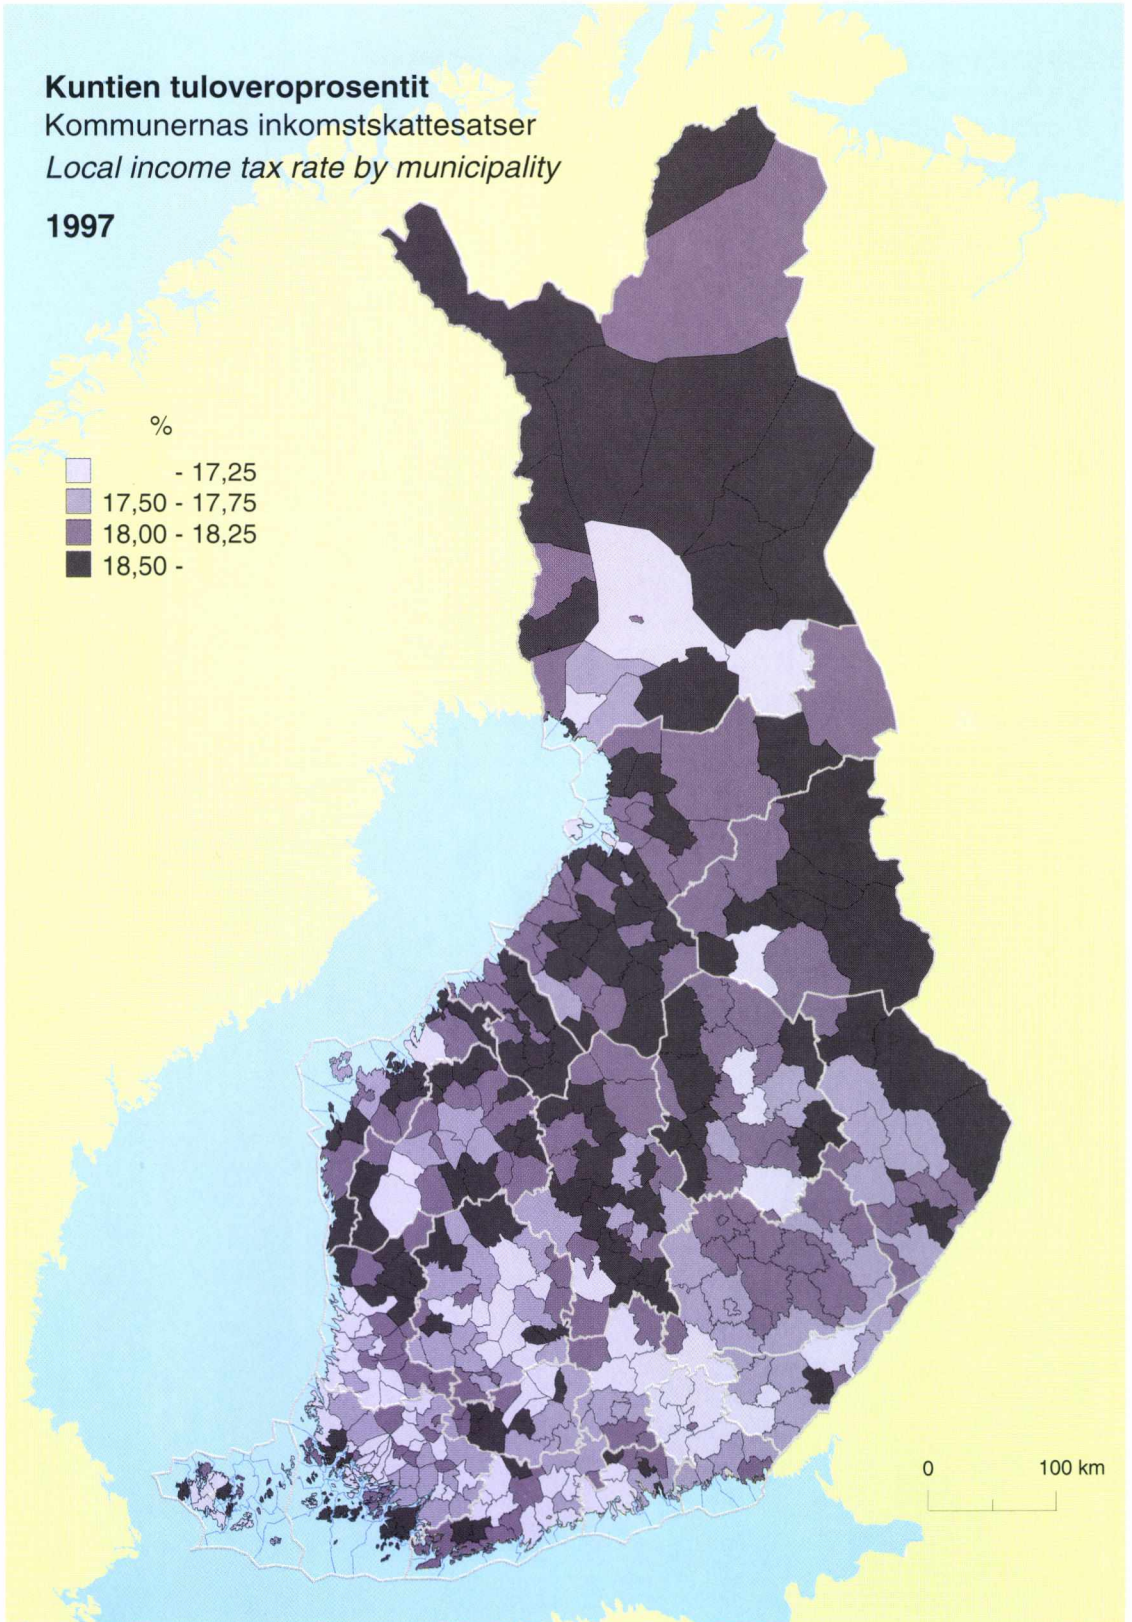 Kuntien tuloveroprosentit
Kommunernas inkomstskattesatser
Local income tax rate by municipality
1997
%
- 17,25
17,50 - 17,75
18,00 - 18,25
18,50 -
0 100 km